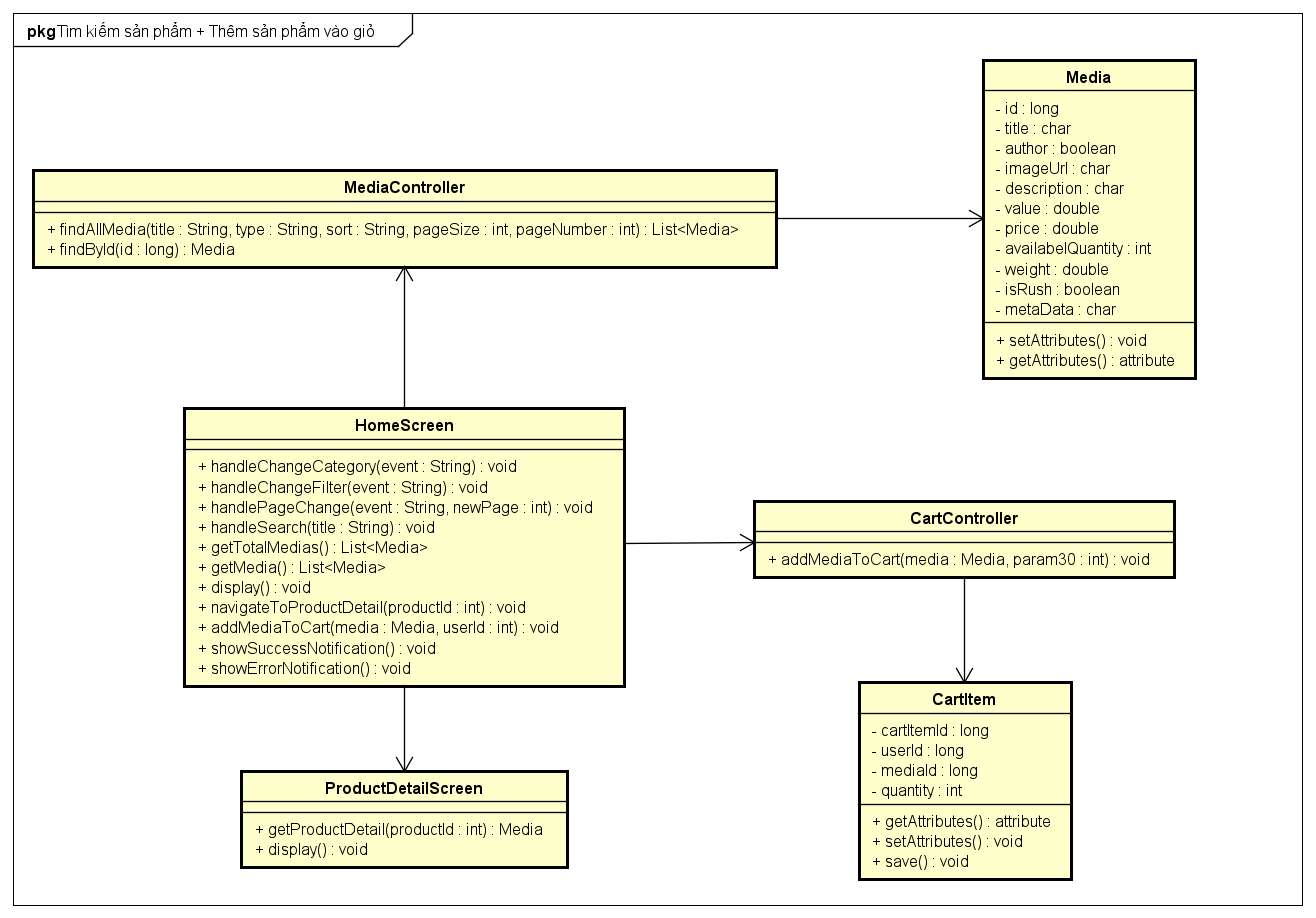 pkg Tìm kiếm sản phẩm + Thêm sản phẩm vào giỏ
Media
- id : long
- title : char
- author : boolean
- imageUrl : char
- description : char
- value : double
- price : double
- availabelQuantity : int
- weight : double
- isRush : boolean
- metaData : char
+ setAttributes() : void
+ getAttributes() : attribute
MediaController
+ findAllMedia(title : String, type : String, sort : String, pageSize : int, pageNumber : int) : List<Media>
+ findById(id : long) : Media
HomeScreen
+ handleChangeCategory(event : String) : void
+ handleChangeFilter(event : String) : void
+ handlePageChange(event : String, newPage : int) : void
+ handleSearch(title : String) : void
+ getTotalMedias() : List<Media>
+ getMedia() : List<Media>
+ display() : void
+ navigateToProductDetail(productId : int) : void
+ addMediaToCart(media : Media, userId : int) : void
+ showSuccessNotification() : void
+ showErrorNotification() : void
CartController
+ addMediaToCart(media : Media, param30 : int) : void
CartItem
- cartItemId : long
- userId : long
- mediaId : long
- quantity : int
+ getAttributes() : attribute
+ setAttributes() : void
+ save() : void
ProductDetailScreen
+ getProductDetail(productId : int) : Media
+ display() : void